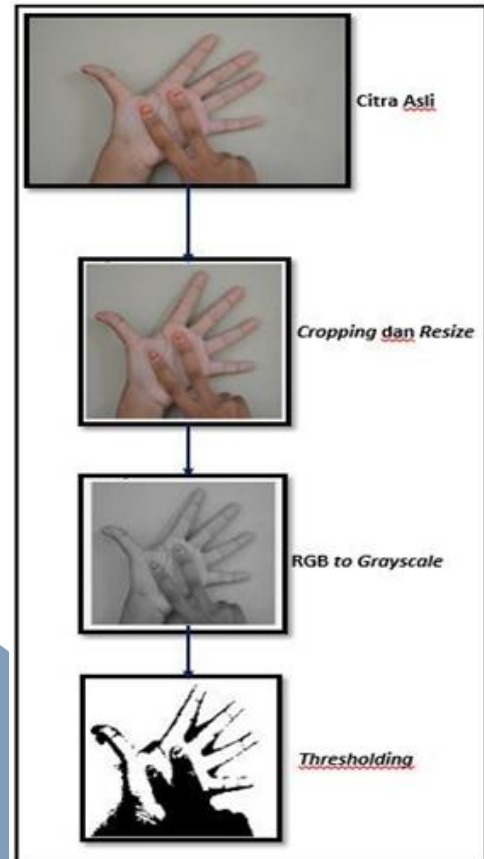 Citra Asli
Cropping dan Resize
RGB to Grayscale
Thresholding